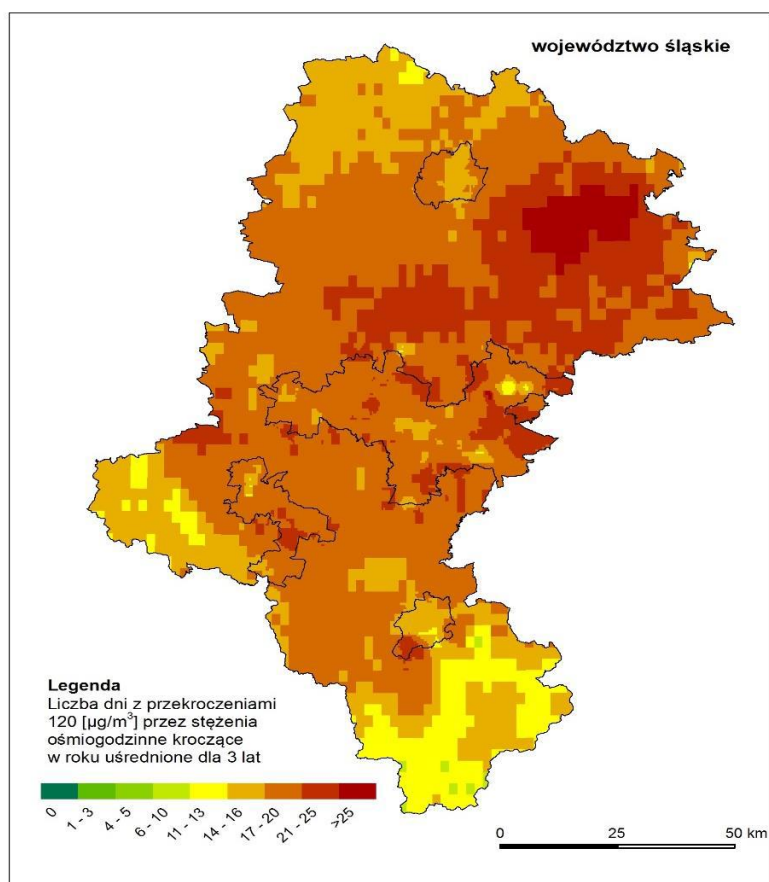 województwo śląskie
Legenda
Liczba dni z przekroczeniami
120 [µg/m³] przez stężenia
ośmiogodzinne kroczące
w roku uśrednione dla 3 lat
0
1 - 3
4 - 5
6 - 10
11 - 13
14 - 16
17 - 20
21 - 25
>25
0 25 50 km